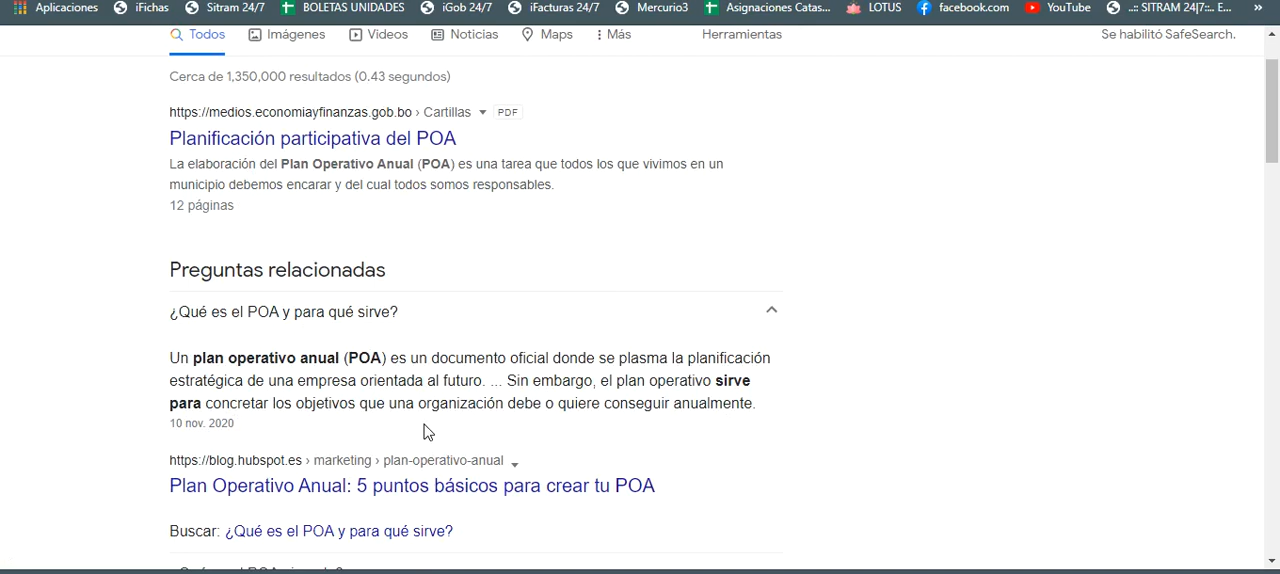 Aplicaciones iFichas Sitram 24/7 BOLETAS UNIDADES iGob 24/7 iFacturas 24/7 Mercurio3 Asignaciones Catas... LOTUS facebook.com YouTube ..:: SITRAM 24|7::.. E... »
Todos Imágenes Videos Noticias Maps Más Herramientas Se habilitó SafeSearch.
Cerca de 1,350,000 resultados (0.43 segundos)
https://medios.economiayfinanzas.gob.bo › Cartillas PDF
Planificación participativa del POA
La elaboración del Plan Operativo Anual (POA) es una tarea que todos los que vivimos en un
municipio debemos encarar y del cual todos somos responsables.
12 páginas
Preguntas relacionadas
¿Qué es el POA y para qué sirve?
Un plan operativo anual (POA) es un documento oficial donde se plasma la planificación
estratégica de una empresa orientada al futuro. ... Sin embargo, el plan operativo sirve
para concretar los objetivos que una organización debe o quiere conseguir anualmente.
10 nov. 2020
https://blog.hubspot.es › marketing › plan-operativo-anual
Plan Operativo Anual: 5 puntos básicos para crear tu POA
Buscar: ¿Qué es el POA y para qué sirve?